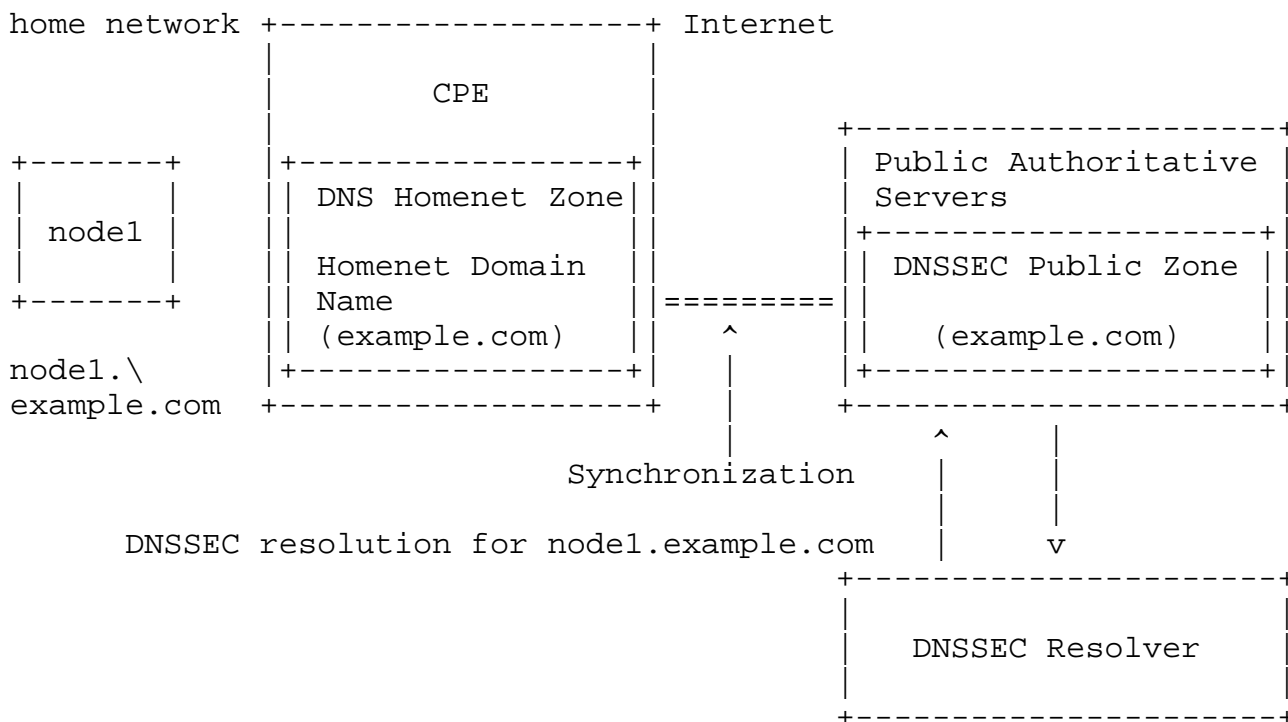 home network Internet
CPE
Public Authoritative
DNS Homenet Zone Servers
node1
Homenet Domain DNSSEC Public Zone
Name =========
(example.com) ^ (example.com)
node1.\
example.com
^
Synchronization
DNSSEC resolution for node1.example.com v
DNSSEC Resolver